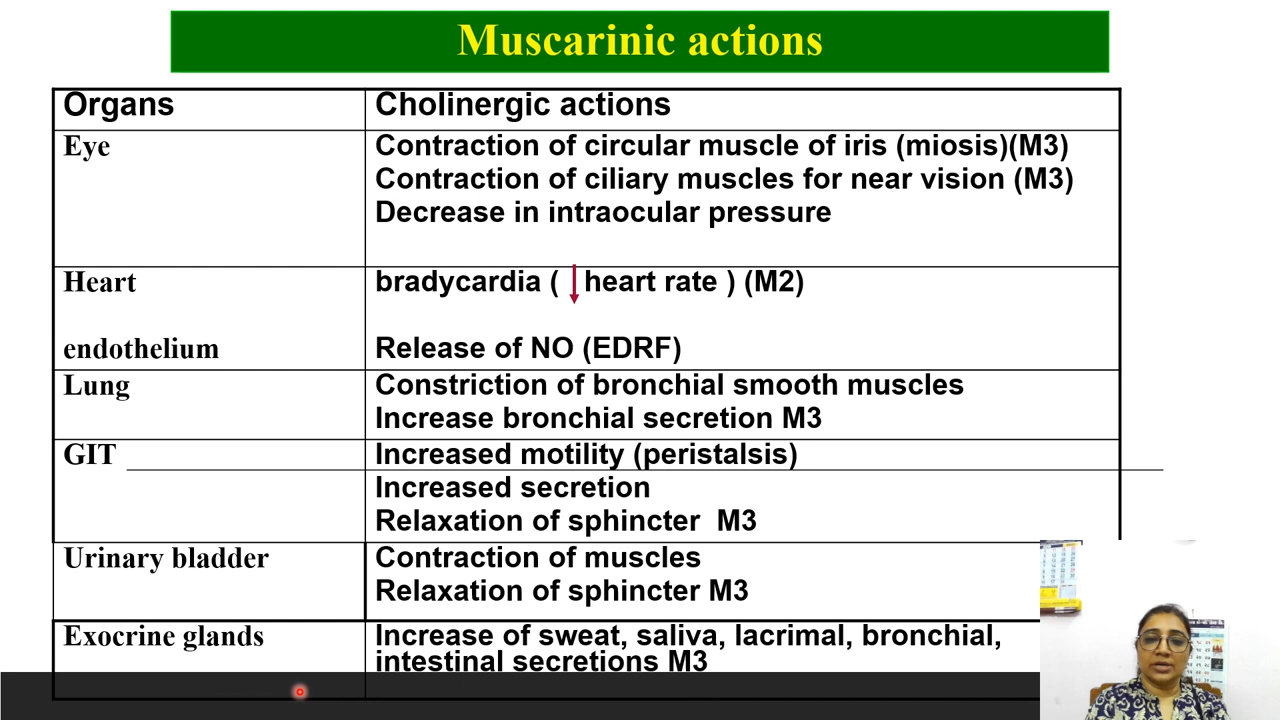 Muscarinic actions
Organs
Cholinergic actions
Eye
Contraction of circular muscle of iris (miosis)(M3)
Contraction of ciliary muscles for near vision (M3)
Decrease in intraocular pressure
Heart
bradycardia ( ↓ heart rate ) (M2)
endothelium
Release of NO (EDRF)
Lung
Constriction of bronchial smooth muscles
Increase bronchial secretion M3
GIT
Increased motility (peristalsis)
Increased secretion
Relaxation of sphincter M3
Urinary bladder
Contraction of muscles
Relaxation of sphincter M3
Exocrine glands
Increase of sweat, saliva, lacrimal, bronchial,
intestinal secretions M3